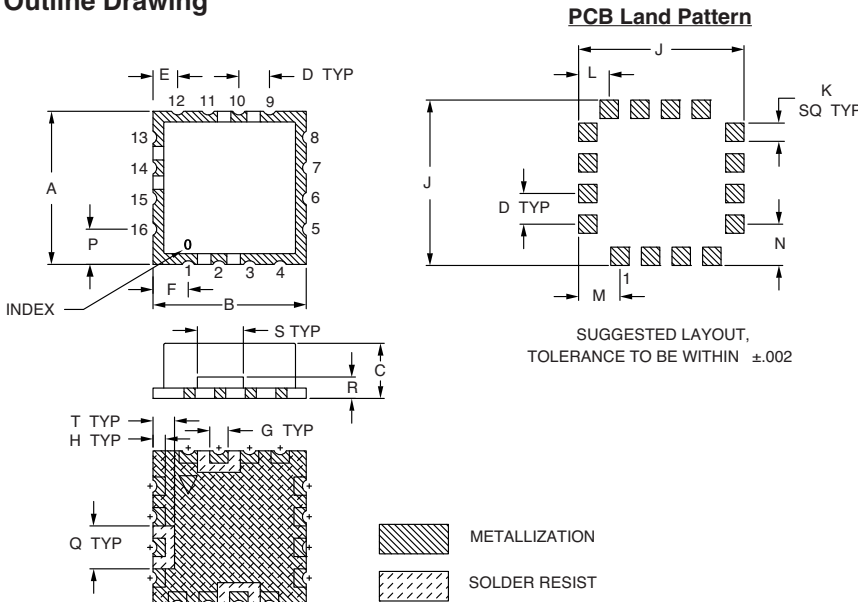 Outline Drawing
PCB Land Pattern
E
D TYP
12 11 10 9
13
14
15
16
8
7
6
5
A
P
0
1 2 3 4
INDEX
F
B
S TYP
C
R
T TYP
H TYP
G TYP
Q TYP
METALLIZATION
SOLDER RESIST
J
L
K
SQ TYP
J
D TYP
N
1
M
SUGGESTED LAYOUT,
TOLERANCE TO BE WITHIN ±.002